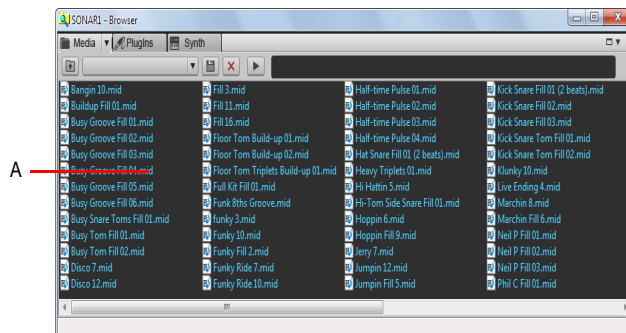 SONAR1 - Browser
Media PlugIns Synth
Bangin 10.mid
Buildup Fill 01.mid
Busy Groove Fill 01.mid
Busy Groove Fill 02.mid
Busy Groove Fill 03.mid
Busy Groove Fill 04.mid
Busy Groove Fill 05.mid
Busy Groove Fill 06.mid
Busy Snare Toms Fill 01.mid
Busy Tom Fill 01.mid
Busy Tom Fill 02.mid
Disco 7.mid
Disco 12.mid
Fill 3.mid
Fill 11.mid
Fill 16.mid
Floor Tom Build-up 01.mid
Floor Tom Build-up 02.mid
Floor Tom Triplets Build-up 01.mid
Full Kit Fill 01.mid
Funk 8ths Groove.mid
funky 3.mid
Funky 10.mid
Funky Fill 2.mid
Funky Ride 7.mid
Funky Ride 10.mid
Half-time Pulse 01.mid
Half-time Pulse 02.mid
Half-time Pulse 03.mid
Half-time Pulse 04.mid
Hat Snare Fill 01 (2 beats).mid
Heavy Triplets 01.mid
Hi Hattin 5.mid
Hi-Tom Side Snare Fill 01.mid
Hoppin 6.mid
Hoppin Fill 9.mid
Jerry 7.mid
Jumpin 12.mid
Jumpin Fill 5.mid
Kick Snare Fill 01 (2 beats).mid
Kick Snare Fill 02.mid
Kick Snare Fill 03.mid
Kick Snare Tom Fill 01.mid
Kick Snare Tom Fill 02.mid
Klunky 10.mid
Live Ending 4.mid
Marchin 8.mid
Marchin Fill 6.mid
Neil P Fill 01.mid
Neil P Fill 02.mid
Neil P Fill 03.mid
Phil C Fill 01.mid
A